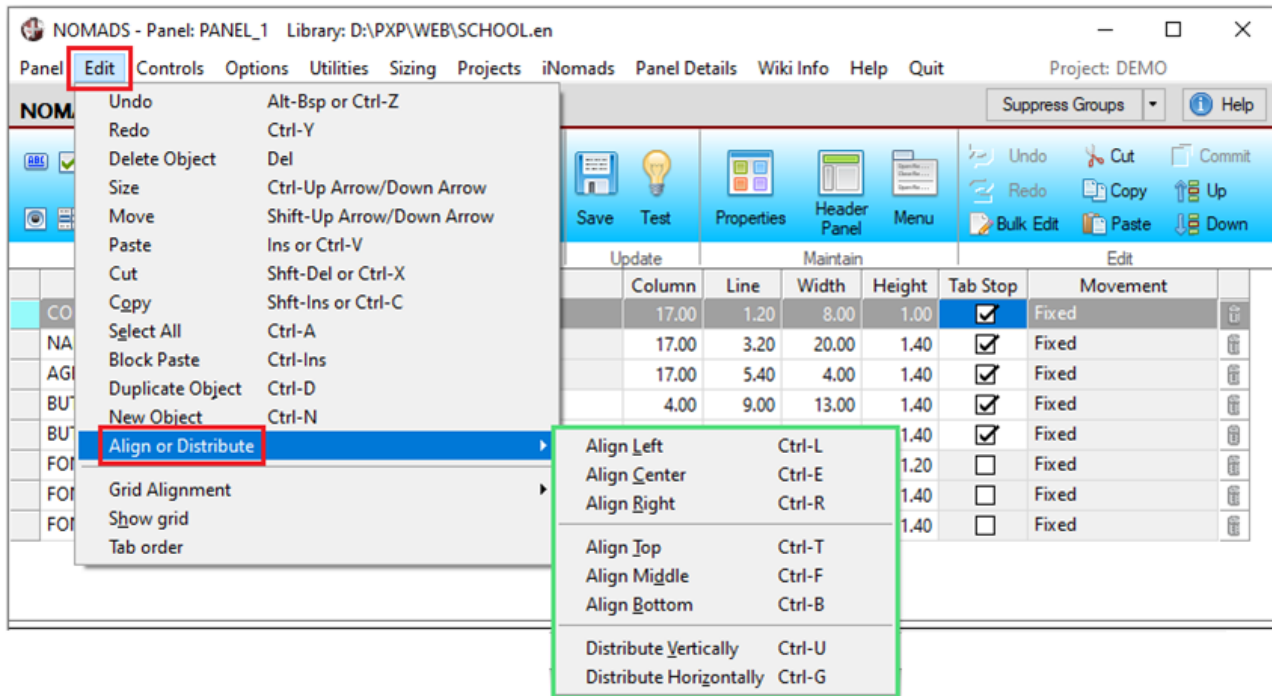 NOMADS - Panel: PANEL_1 Library: D:\PXP\WEB\SCHOOL.en
Panel Edit Controls Options Utilities Sizing Projects iNomads Panel Details Wiki Info Help Quit Project: DEMO
NOM
Suppress Groups Help
Undo Alt-Bsp or Ctrl-Z
Redo Ctrl-Y
Delete Object Del
Size Ctrl-Up Arrow/Down Arrow
Move Shift-Up Arrow/Down Arrow
Paste Ins or Ctrl-V
Cut Shft-Del or Ctrl-X
Copy Shft-Ins or Ctrl-C
Select All Ctrl-A
Block Paste Ctrl-Ins
Duplicate Object Ctrl-D
New Object Ctrl-N
Align or Distribute
Grid Alignment
Show grid
Tab order
Align Left Ctrl-L
Align Center Ctrl-E
Align Right Ctrl-R
Align Top Ctrl-T
Align Middle Ctrl-F
Align Bottom Ctrl-B
Distribute Vertically Ctrl-U
Distribute Horizontally Ctrl-G
Save Test Properties Header Panel Menu
Undo Cut Commit
Redo Copy Up
Bulk Edit Paste Down
Update Maintain Edit
Column Line Width Height Tab Stop Movement
CO 17.00 1.20 8.00 1.00 Fixed
NA 17.00 3.20 20.00 1.40 Fixed
AGE 17.00 5.40 4.00 1.40 Fixed
BUT 4.00 9.00 13.00 1.40 Fixed
BUT 1.40 Fixed
FON 1.20 Fixed
FON 1.40 Fixed
FON 1.40 Fixed